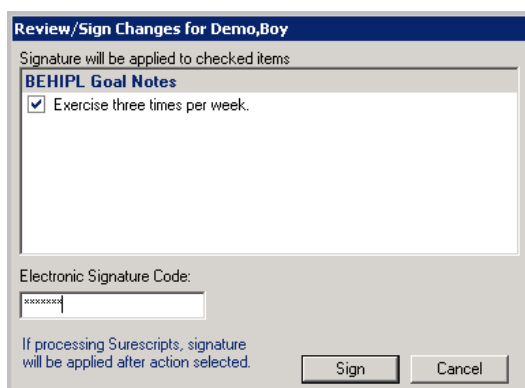 Review/Sign Changes for Demo,Boy
Signature will be applied to checked items
BEHIPL Goal Notes
Exercise three times per week.
Electronic Signature Code:
×××××××
If processing Surescripts, signature
will be applied after action selected.
Sign
Cancel